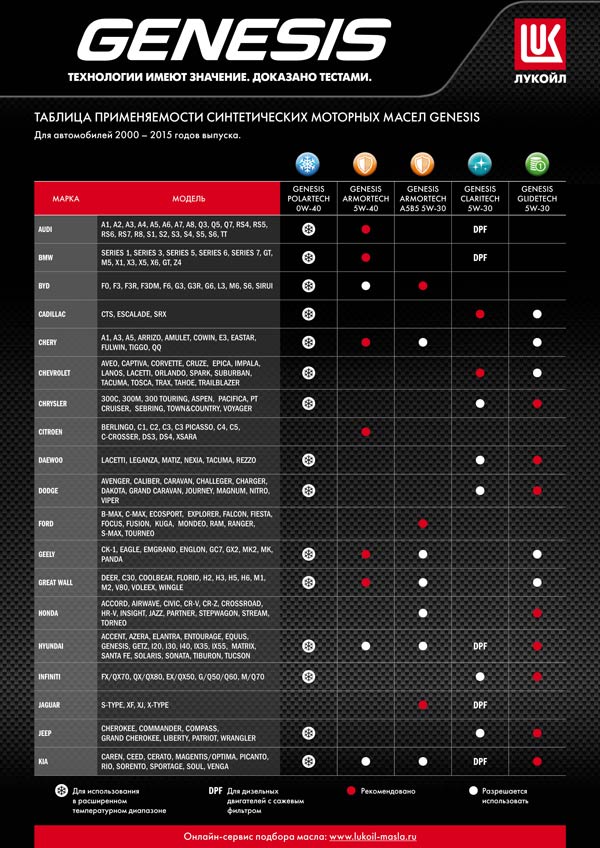 GENESIS
ТЕХНОЛОГИИ ИМЕЮТ ЗНАЧЕНИЕ. ДОКАЗАНО ТЕСТАМИ.
LUK
ЛУКОЙЛ
ТАБЛИЦА ПРИМЕНЯЕМОСТИ СИНТЕТИЧЕСКИХ МОТОРНЫХ МАСЕЛ GENESIS
Для автомобилей 2000 – 2015 годов выпуска.
МАРКА
МОДЕЛЬ
GENESIS
POLARTECH
0W-40
GENESIS
ARMORTECH
5W-40
GENESIS
ARMORTECH
A5B5 5W-30
GENESIS
CLARITECH
5W-30
GENESIS
GLIDETECH
5W-30
AUDI
A1, A2, A3, A4, A5, A6, A7, A8, Q3, Q5, Q7, RS4, RS5,
RS6, RS7, R8, S1, S2, S3, S4, S5, S6, TT
DPF
BMW
SERIES 1, SERIES 3, SERIES 5, SERIES 6, SERIES 7, GT,
M5, X1, X3, X5, X6, GT, Z4
DPF
BYD
F0, F3, F3R, F3DM, F6, G3, G3R, G6, L3, M6, S6, SIRUI
CADILLAC
CTS, ESCALADE, SRX
CHERY
A1, A3, A5, ARRIZO, AMULET, COWIN, E3, EASTAR,
FULWIN, TIGGO, QQ
CHEVROLET
AVEO, CAPTIVA, CORVETTE, CRUZE, EPICA, IMPALA,
LANOS, LACETTI, ORLANDO, SPARK, SUBURBAN,
TACUMA, TOSCA, TRAX, TAHOE, TRAILBLAZER
CHRYSLER
300C, 300M, 300 TOURING, ASPEN, PACIFICA, PT
CRUISER, SEBRING, TOWN&COUNTRY, VOYAGER
CITROEN
BERLINGO, C1, C2, C3, C3 PICASSO, C4, C5,
C-CROSSER, DS3, DS4, XSARA
DAEWOO
LACETTI, LEGANZA, MATIZ, NEXIA, TACUMA, REZZO
DODGE
AVENGER, CALIBER, CARAVAN, CHALLEGER, CHARGER,
DAKOTA, GRAND CARAVAN, JOURNEY, MAGNUM, NITRO,
VIPER
FORD
B-MAX, C-MAX, ECOSPORT, EXPLORER, FALCON, FIESTA,
FOCUS, FUSION, KUGA, MONDEO, RAM, RANGER,
S-MAX, TOURNEO
GEELY
CK-1, EAGLE, EMGRAND, ENGLON, GC7, GX2, MK2, MK,
PANDA
GREAT WALL
DEER, C30, COOLBEAR, FLORID, H2, H3, H5, H6, M1,
M2, V80, VOLEEX, WINGLE
HONDA
ACCORD, AIRWAVE, CIVIC, CR-V, CR-Z, CROSSROAD,
HR-V, INSIGHT, JAZZ, PARTNER, STEPWAGON, STREAM,
TORNEO
HYUNDAI
ACCENT, AZERA, ELANTRA, ENTOURAGE, EQUUS,
GENESIS, GETZ, I20, I30, I40, IX35, IX55, MATRIX,
SANTA FE, SOLARIS, SONATA, TIBURON, TUCSON
DPF
INFINITI
FX/QX70, QX/QX80, EX/QX50, G/Q50/Q60, M/Q70
JAGUAR
S-TYPE, XF, XJ, X-TYPE
DPF
JEEP
CHEROKEE, COMMANDER, COMPASS,
GRAND CHEROKEE, LIBERTY, PATRIOT, WRANGLER
KIA
CAREN, CEED, CERATO, MAGENTIS/OPTIMA, PICANTO,
RIO, SORENTO, SPORTAGE, SOUL, VENGA
DPF
Для использования
в расширенном
температурном диапазоне
DPF
Для дизельных
двигателей с сажевым
фильтром
Рекомендовано
Разрешается
использовать
Онлайн-сервис подбора масла: www.lukoil-masla.ru